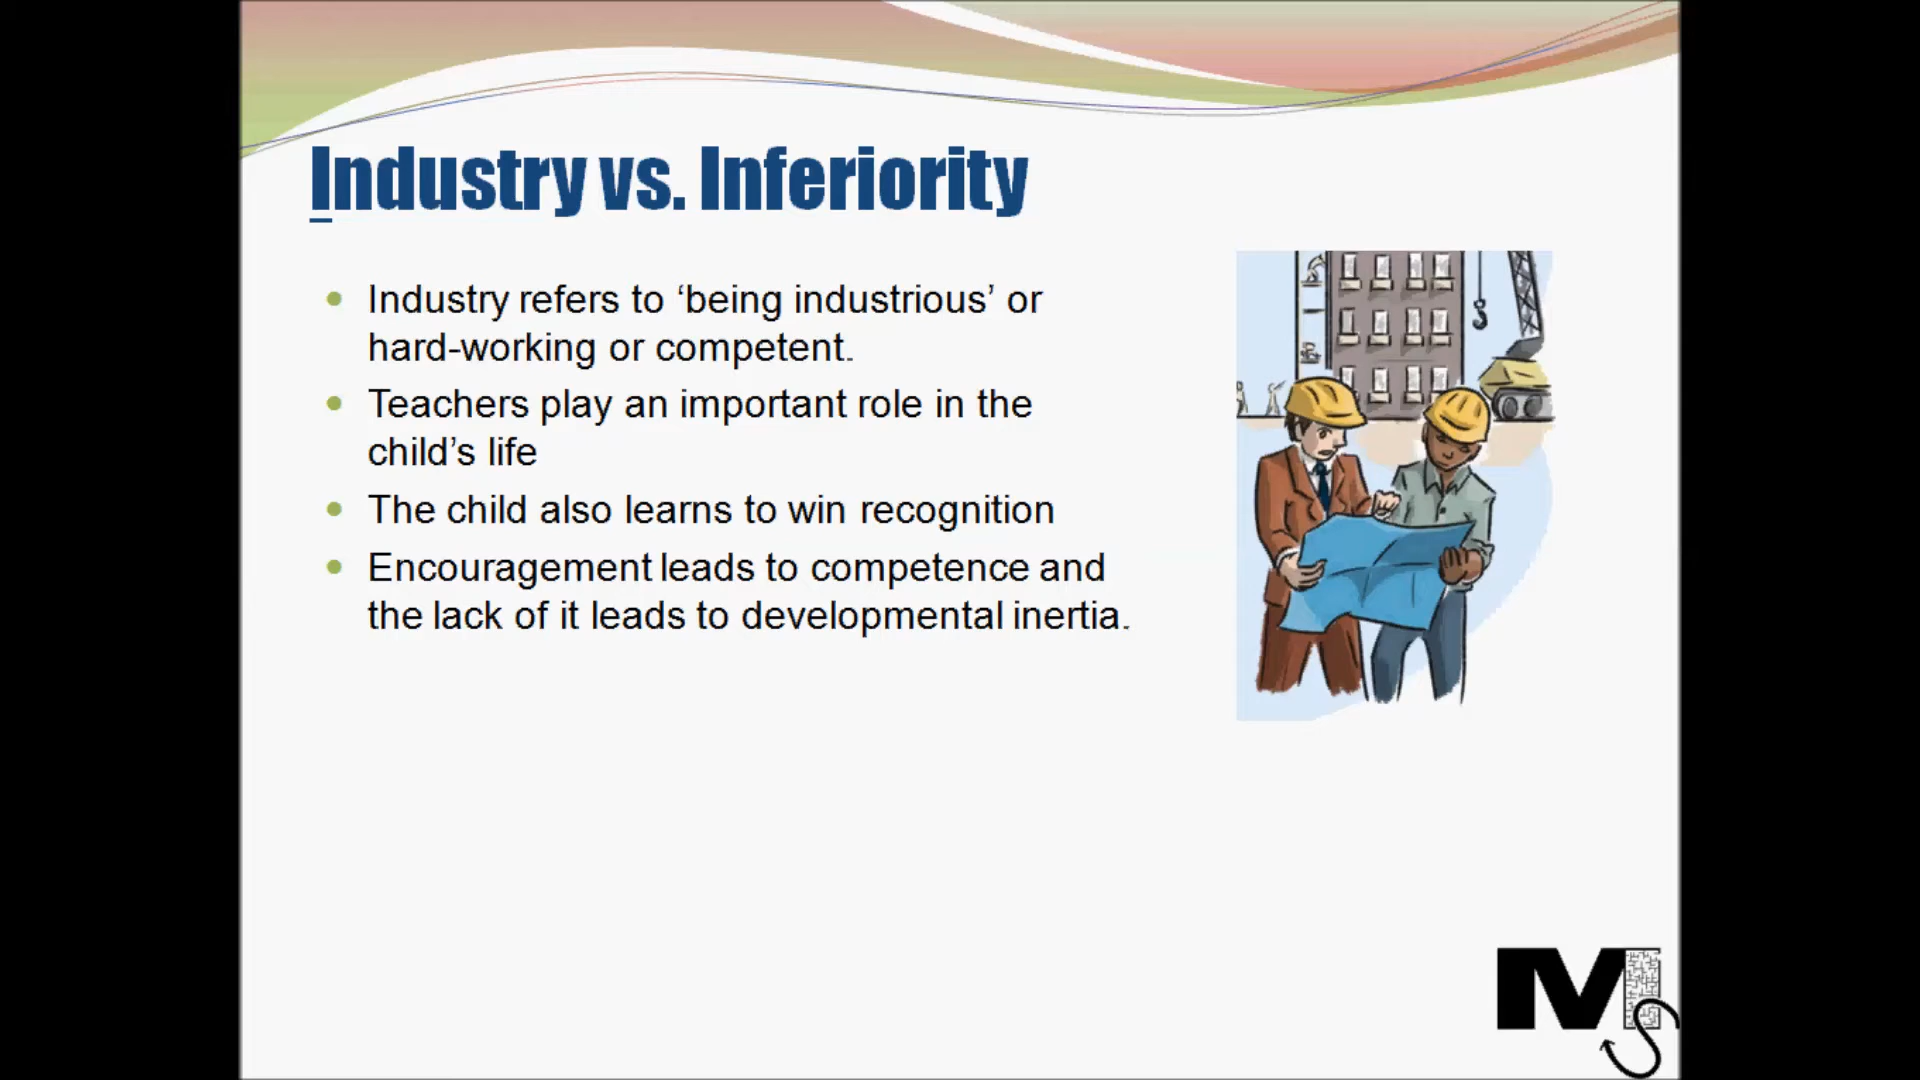 Industry vs. Inferiority
Industry refers to ‘being industrious’ or
hard-working or competent.
Teachers play an important role in the
child’s life
The child also learns to win recognition
Encouragement leads to competence and
the lack of it leads to developmental inertia.
M
S